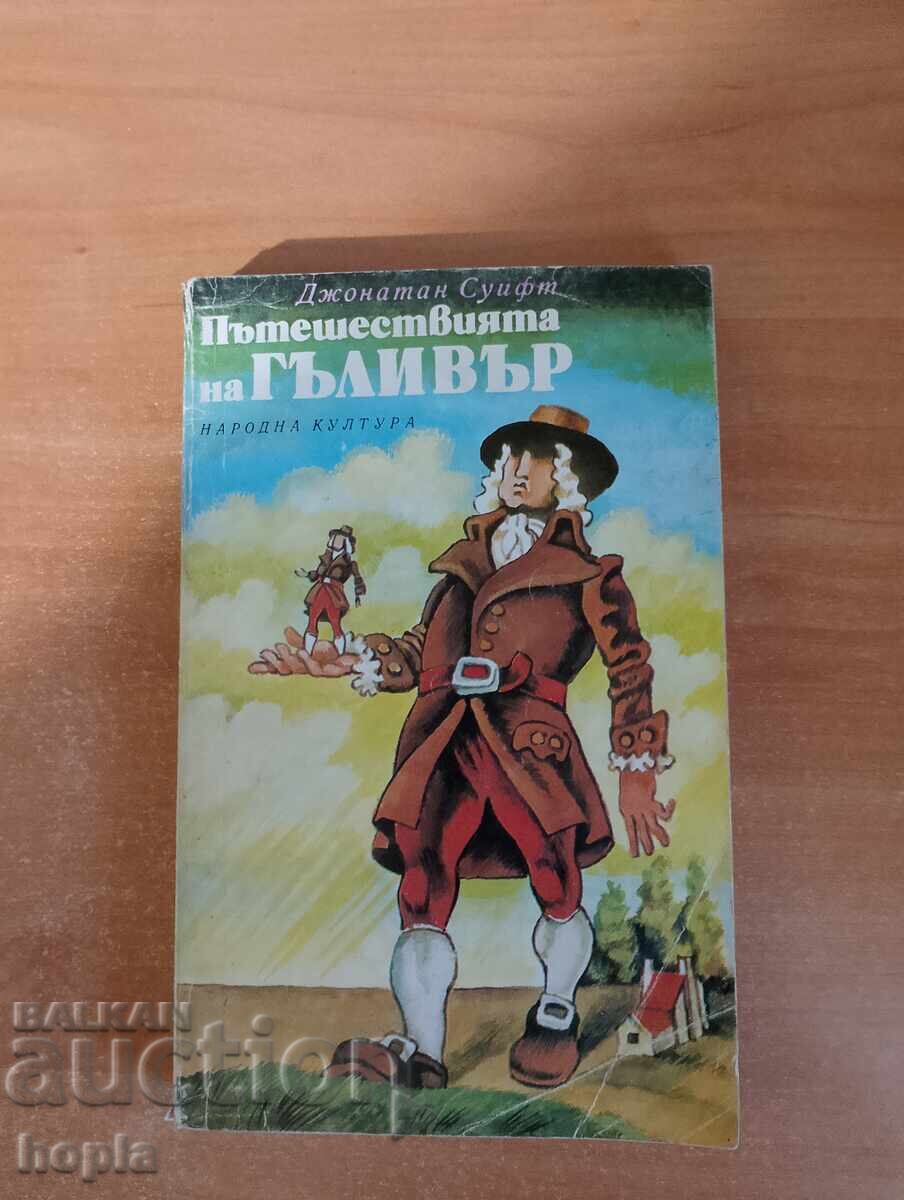 Джонатан Суифт
Пътешествията
на ГЪЛИВЪР
НАРОДНА КУЛТУРА
BALKAN
auction
hopla